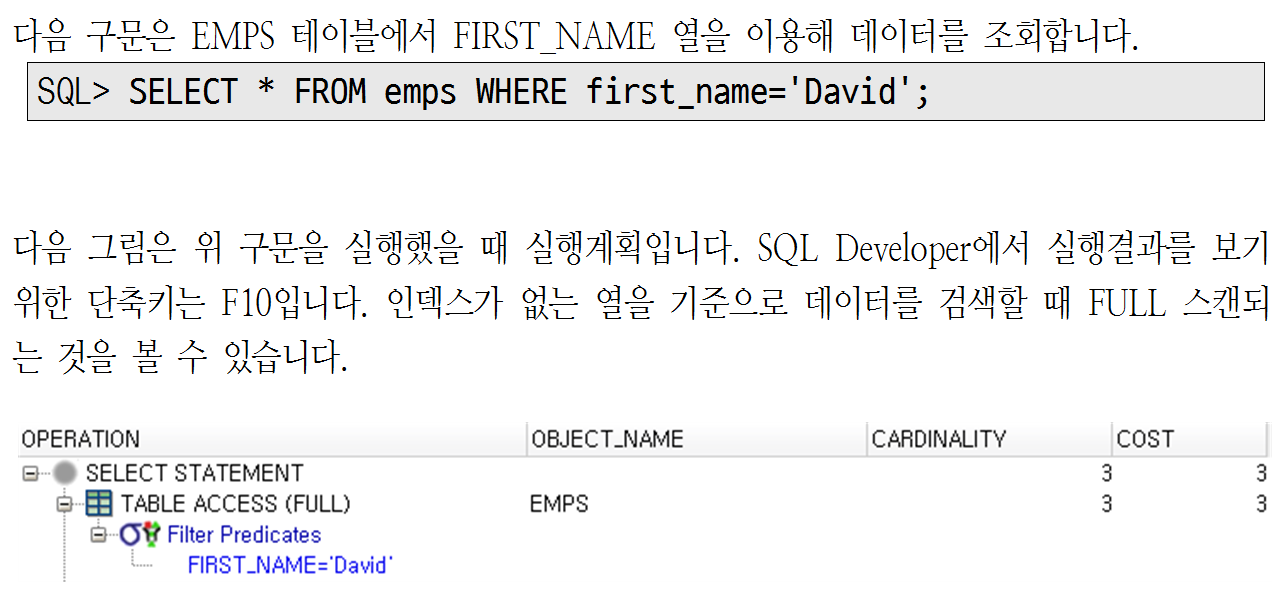 다음 구문은 EMPS 테이블에서 FIRST_NAME 열을 이용해 데이터를 조회합니다.
SQL> SELECT * FROM emps WHERE first_name='David';
다음 그림은 위 구문을 실행했을 때 실행계획입니다. SQL Developer에서 실행결과를 보기
위한 단축키는 F10입니다. 인덱스가 없는 열을 기준으로 데이터를 검색할 때 FULL 스캔되
는 것을 볼 수 있습니다.
OPERATION OBJECT_NAME CARDINALITY COST
SELECT STATEMENT 3 3
TABLE ACCESS (FULL) EMPS 3 3
Filter Predicates
FIRST_NAME='David'